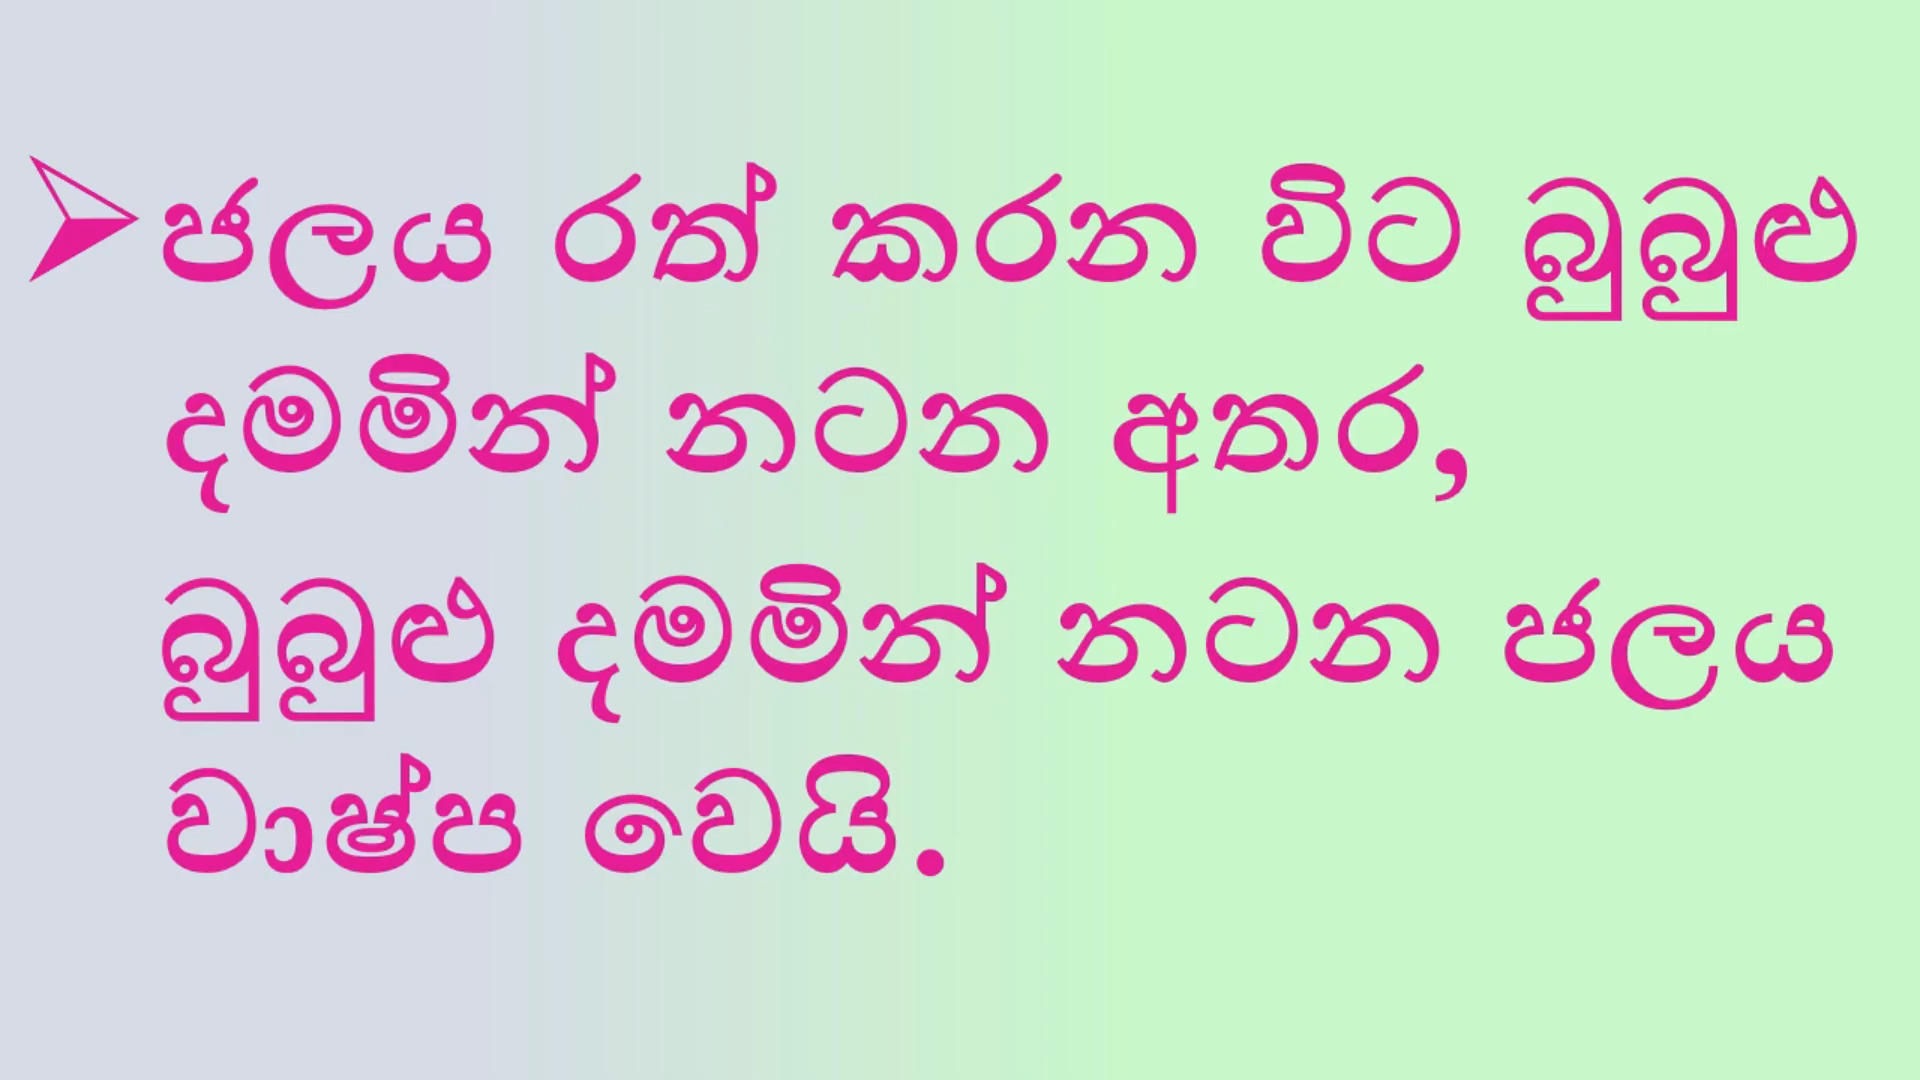 ➢ජලය රත් කරන විට බුබුළු
දමමින් නටන අතර,
බුබුළු දමමින් නටන ජලය
වාෂ්ප වෙයි.